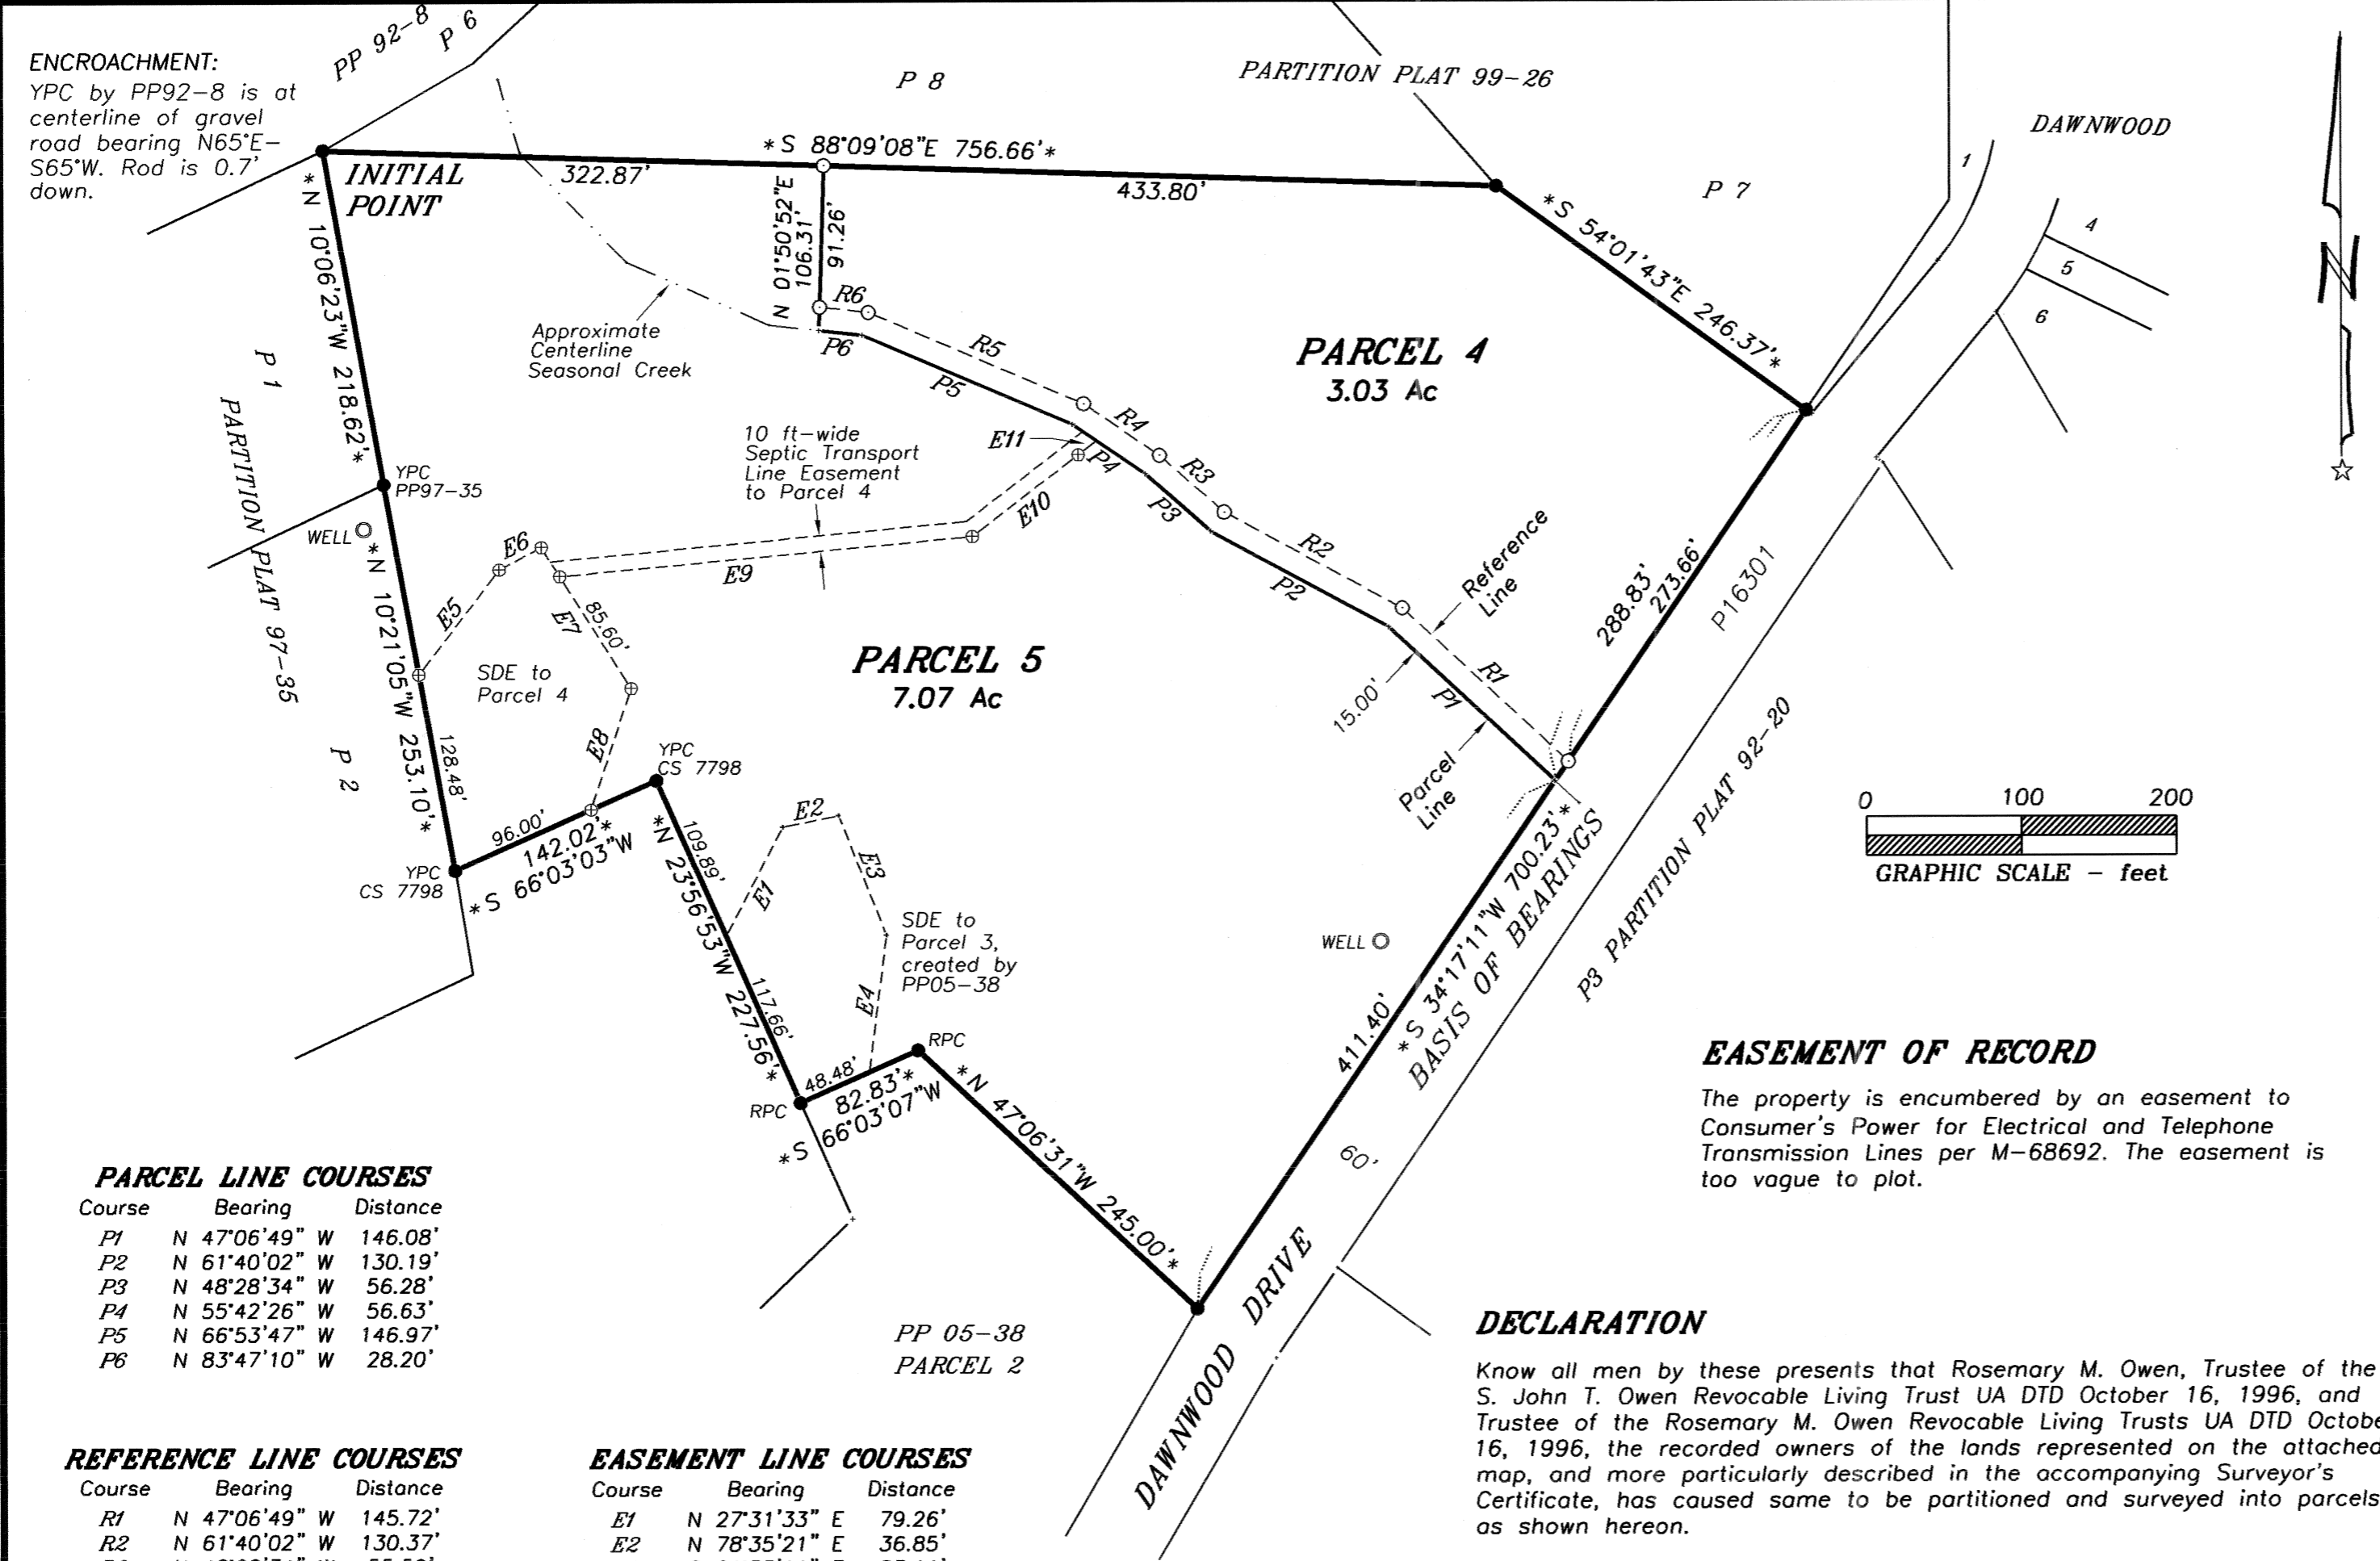 ENCROACHMENT:
YPC by PP92-8 is at
centerline of gravel
road bearing N65°E-
S65°W. Rod is 0.7'
down.
PP 92-8
P 6
P 8
PARTITION PLAT 99-26
DAWNWOOD
1
4
5
6
P 7
N
*S 88°09'08"E 756.66'*
322.87'
433.80'
INITIAL
POINT
*N 10°06'23"W 218.62'*
N 01°50'52"E
106.31'
91.26'
*S 54°01'43"E 246.37'*
R6
P6
R5
P5
R4
P4
R3
P3
R2
P2
R1
P1
Approximate
Centerline
Seasonal Creek
PARCEL 4
3.03 Ac
P 1
PARTITION PLAT 97-35
P 2
YPC
PP97-35
WELL
10 ft-wide
Septic Transport
Line Easement
to Parcel 4
E11
E10
E9
E6
E5
E7
85.60'
E8
SDE to
Parcel 4
*N 10°21'05"W 253.10'*
128.48'
PARCEL 5
7.07 Ac
Reference
Line
15.00'
Parcel
Line
288.83'
273.66'
P16301
P3 PARTITION PLAT 92-20
0 100 200
GRAPHIC SCALE - feet
YPC
CS 7798
YPC
CS 7798
96.00'
142.02'*
*S 66°03'03"W
109.89'
*N 23°56'53"W 227.56'*
117.66'
E1
E2
E3
E4
SDE to
Parcel 3,
created by
PP05-38
WELL
411.40'
*S 34°17'11"W 700.23'*
BASIS OF BEARINGS
RPC
RPC
48.48'
82.83'*
*S 66°03'07"W
*N 47°06'31"W 245.00'*
60'
DAWNWOOD DRIVE
PP 05-38
PARCEL 2
EASEMENT OF RECORD
The property is encumbered by an easement to
Consumer's Power for Electrical and Telephone
Transmission Lines per M-68692. The easement is
too vague to plot.
DECLARATION
Know all men by these presents that Rosemary M. Owen, Trustee of the
S. John T. Owen Revocable Living Trust UA DTD October 16, 1996, and
Trustee of the Rosemary M. Owen Revocable Living Trusts UA DTD Octobe
16, 1996, the recorded owners of the lands represented on the attached
map, and more particularly described in the accompanying Surveyor's
Certificate, has caused same to be partitioned and surveyed into parcels
as shown hereon.
PARCEL LINE COURSES
Course Bearing Distance
P1 N 47°06'49" W 146.08'
P2 N 61°40'02" W 130.19'
P3 N 48°28'34" W 56.28'
P4 N 55°42'26" W 56.63'
P5 N 66°53'47" W 146.97'
P6 N 83°47'10" W 28.20'
REFERENCE LINE COURSES
Course Bearing Distance
R1 N 47°06'49" W 145.72'
R2 N 61°40'02" W 130.37'
EASEMENT LINE COURSES
Course Bearing Distance
E1 N 27°31'33" E 79.26'
E2 N 78°35'21" E 36.85'